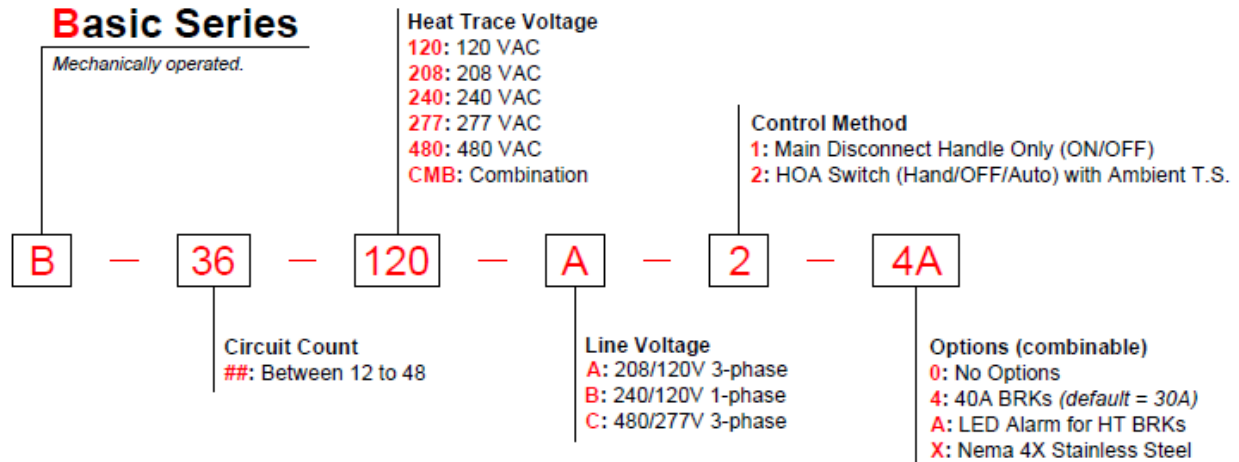 Basic Series
Mechanically operated.
Heat Trace Voltage
120: 120 VAC
208: 208 VAC
240: 240 VAC
277: 277 VAC
480: 480 VAC
CMB: Combination
Control Method
1: Main Disconnect Handle Only (ON/OFF)
2: HOA Switch (Hand/OFF/Auto) with Ambient T.S.
B — 36 — 120 — A — 2 — 4A
Circuit Count
##: Between 12 to 48
Line Voltage
A: 208/120V 3-phase
B: 240/120V 1-phase
C: 480/277V 3-phase
Options (combinable)
0: No Options
4: 40A BRKs (default = 30A)
A: LED Alarm for HT BRKs
X: Nema 4X Stainless Steel